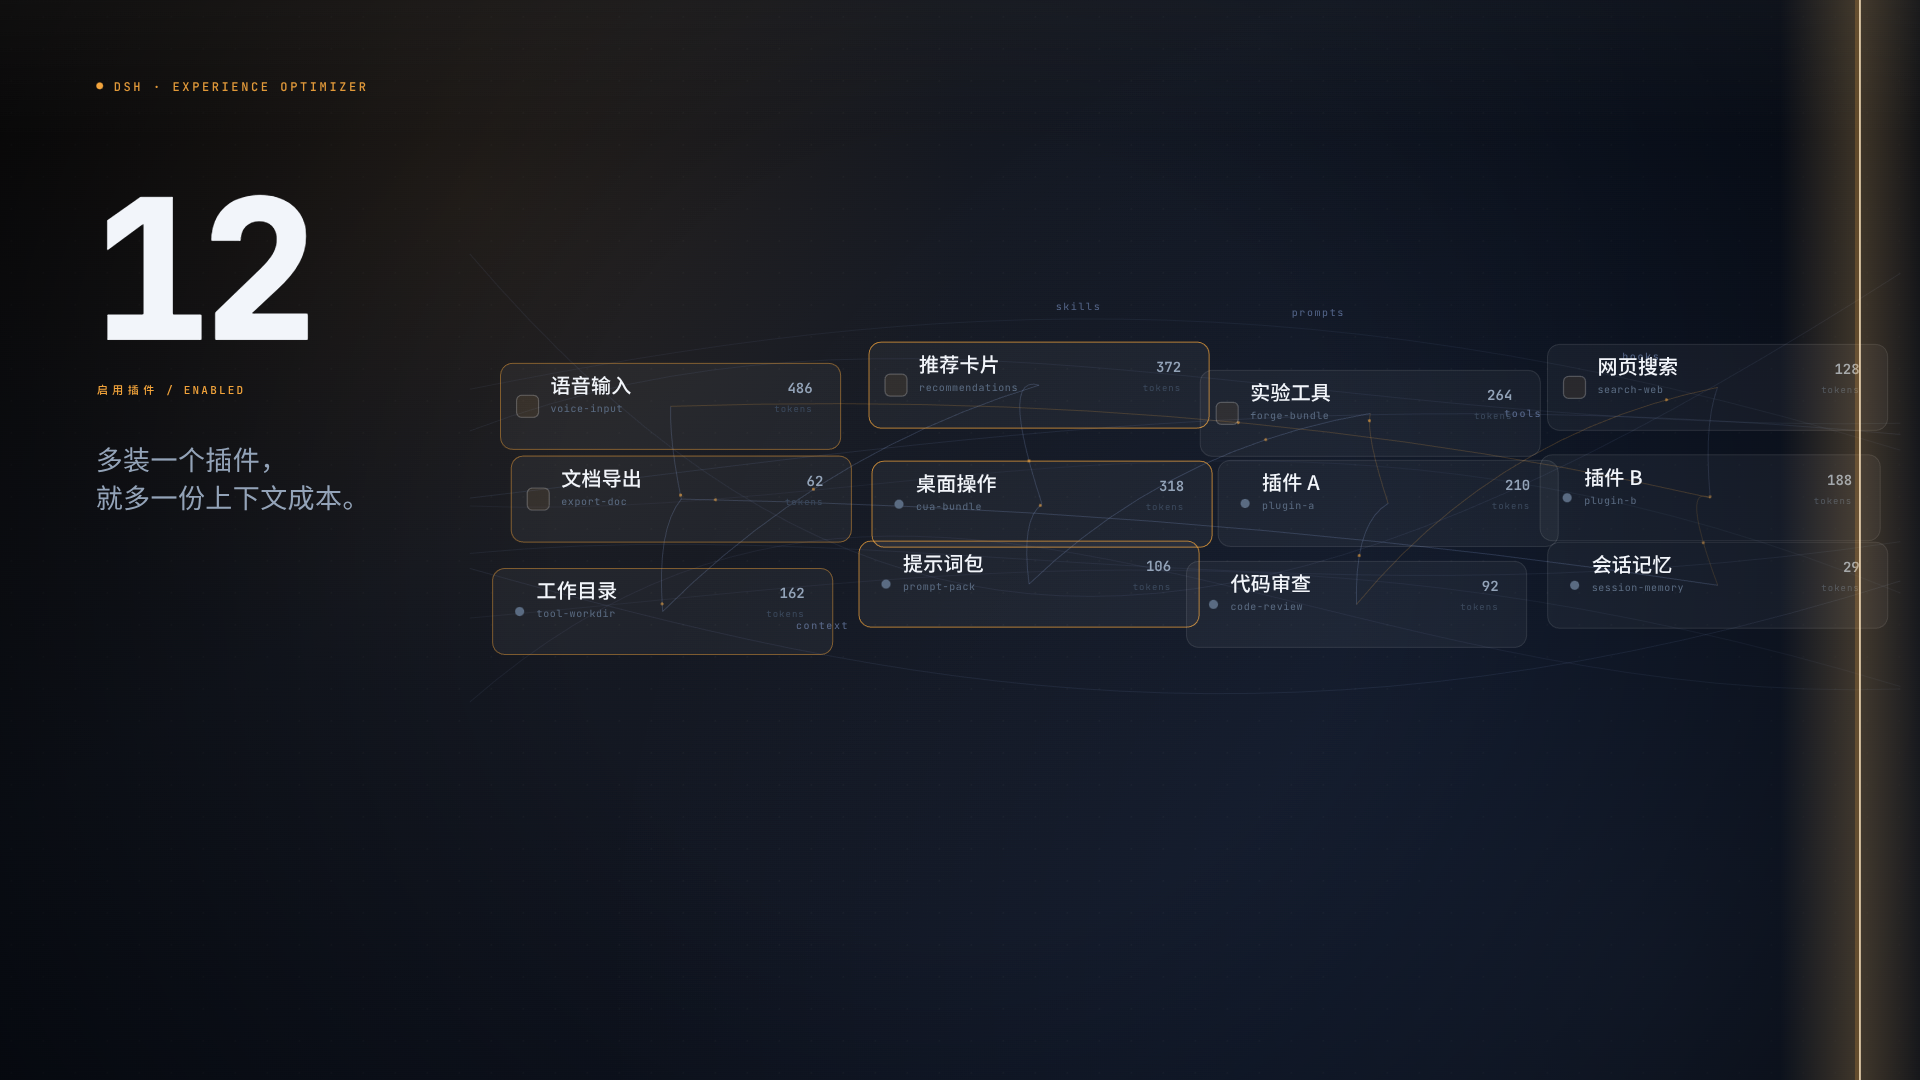 DSH · EXPERIENCE OPTIMIZER
12
启用插件 / ENABLED
多装一个插件，
就多一份上下文成本。
skills
prompts
hooks
tools
context
语音输入
voice-input
486
tokens
推荐卡片
recommendations
372
tokens
实验工具
forge-bundle
264
tokens
网页搜索
search-web
128
tokens
文档导出
export-doc
62
tokens
桌面操作
cua-bundle
318
tokens
插件 A
plugin-a
210
tokens
插件 B
plugin-b
188
tokens
工作目录
tool-workdir
162
tokens
提示词包
prompt-pack
106
tokens
代码审查
code-review
92
tokens
会话记忆
session-memory
29
tokens